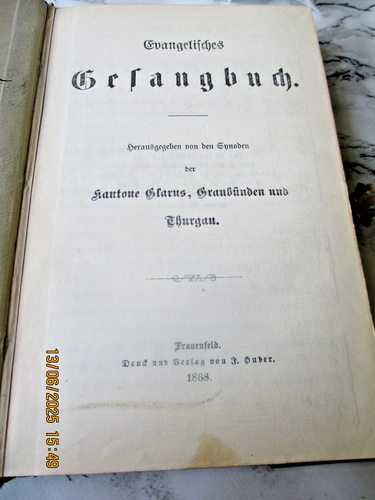 Evangelisches
Gesangbuch.
Herausgegeben von den Synoden
der
Kantone Glarus, Graubünden und
Thurgau.
Frauenfeld.
Druck und Verlag von J. Huber.
1868.
13/06/2025 15:49